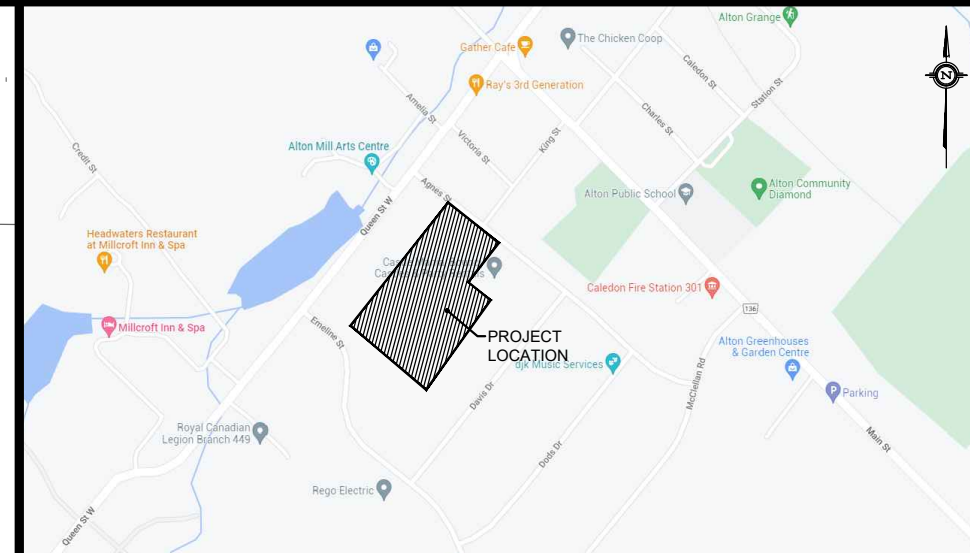 Alton Grange
The Chicken Coop
Gather Cafe
Caledon St
Station St
Ray's 3rd Generation
Amelia St
Charles St
Victoria St
King St
Credit St
Alton Mill Arts Centre
Agnes St
Alton Public School
Alton Community
Diamond
Queen St W
Headwaters Restaurant
at Millcroft Inn & Spa
Caledon Fire Station 301
136
Millcroft Inn & Spa
Emeline St
PROJECT
LOCATION
Alton Greenhouses
& Garden Centre
djk Music Services
McClellan Rd
Parking
Davis Dr
Royal Canadian
Legion Branch 449
Main St
Dods Dr
Rego Electric
Queen St W
N